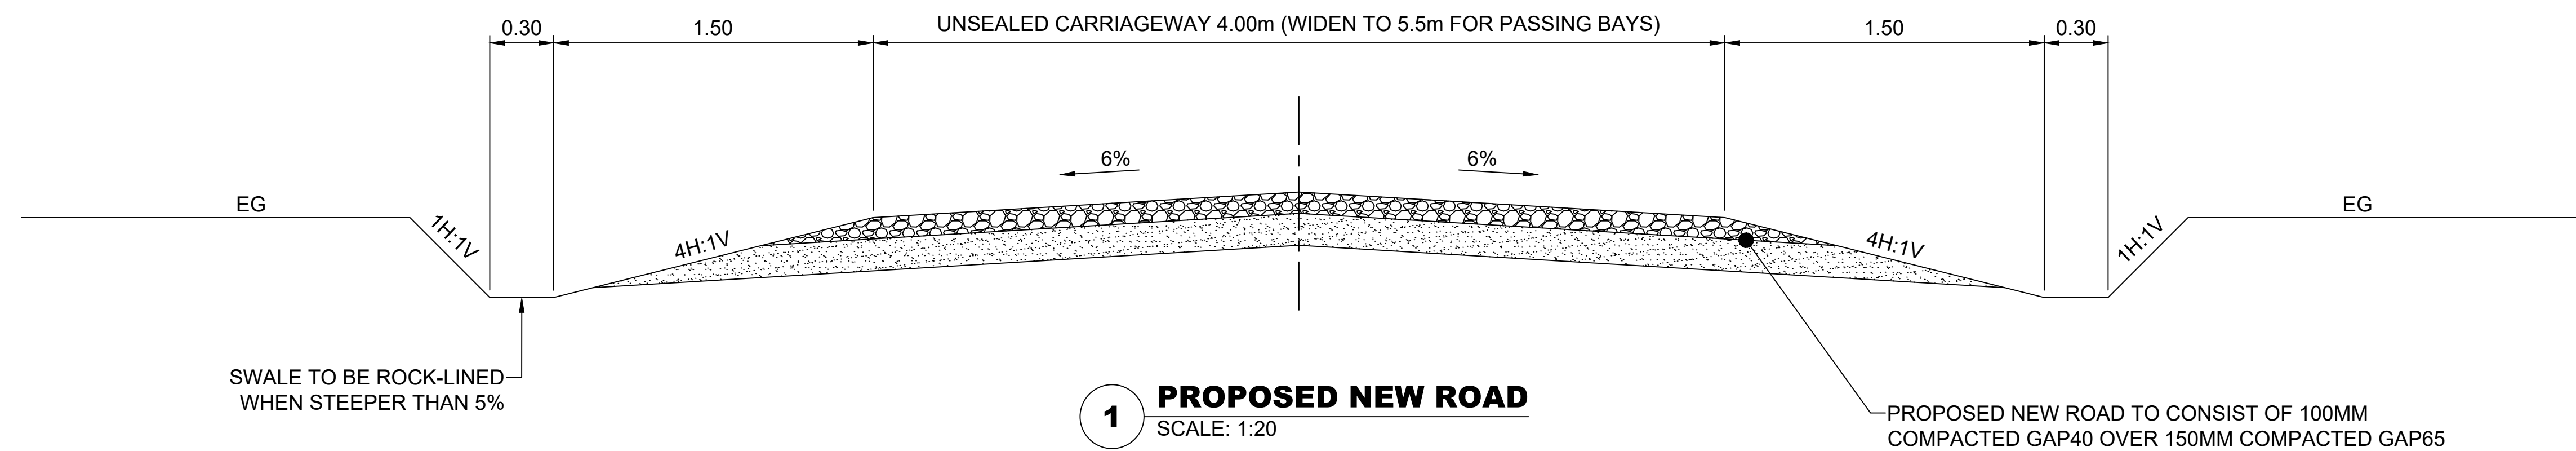 0.30
1.50
UNSEALED CARRIAGEWAY 4.00m (WIDEN TO 5.5m FOR PASSING BAYS)
1.50
0.30
6%
6%
EG
EG
1H:1V
4H:1V
4H:1V
1H:1V
SWALE TO BE ROCK-LINED
WHEN STEEPER THAN 5%
1
PROPOSED NEW ROAD
SCALE: 1:20
PROPOSED NEW ROAD TO CONSIST OF 100MM
COMPACTED GAP40 OVER 150MM COMPACTED GAP65